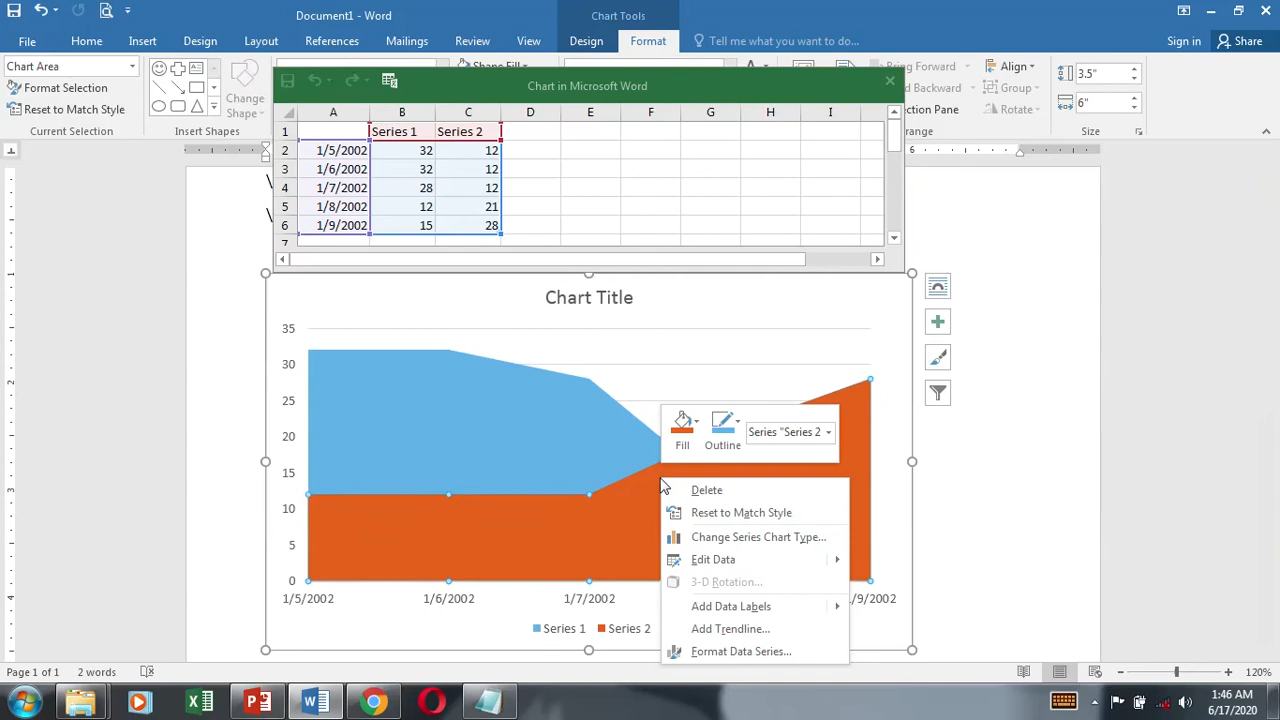 Document1 - Word
Chart Tools
File Home Insert Design Layout References Mailings Review View Design Format Tell me what you want to do... Sign in Share
Chart Area
Format Selection
Reset to Match Style
Current Selection
Change
Shape
Insert Shapes
Shape Fill
Bring Forward
Align
Group
Rotate
Size
3.5"
6"
Chart in Microsoft Word
A B C D E F G H I
1 Series 1 Series 2
2 1/5/2002 32 12
3 1/6/2002 32 12
4 1/7/2002 28 12
5 1/8/2002 12 21
6 1/9/2002 15 28
7
Chart Title
35
30
25
20
15
10
5
0
1/5/2002 1/6/2002 1/7/2002 /9/2002
Series 1 Series 2
Fill
Outline
Series "Series 2
Delete
Reset to Match Style
Change Series Chart Type...
Edit Data
3-D Rotation...
Add Data Labels
Add Trendline...
Format Data Series...
Page 1 of 1 2 words
120%
1:46 AM
6/17/2020